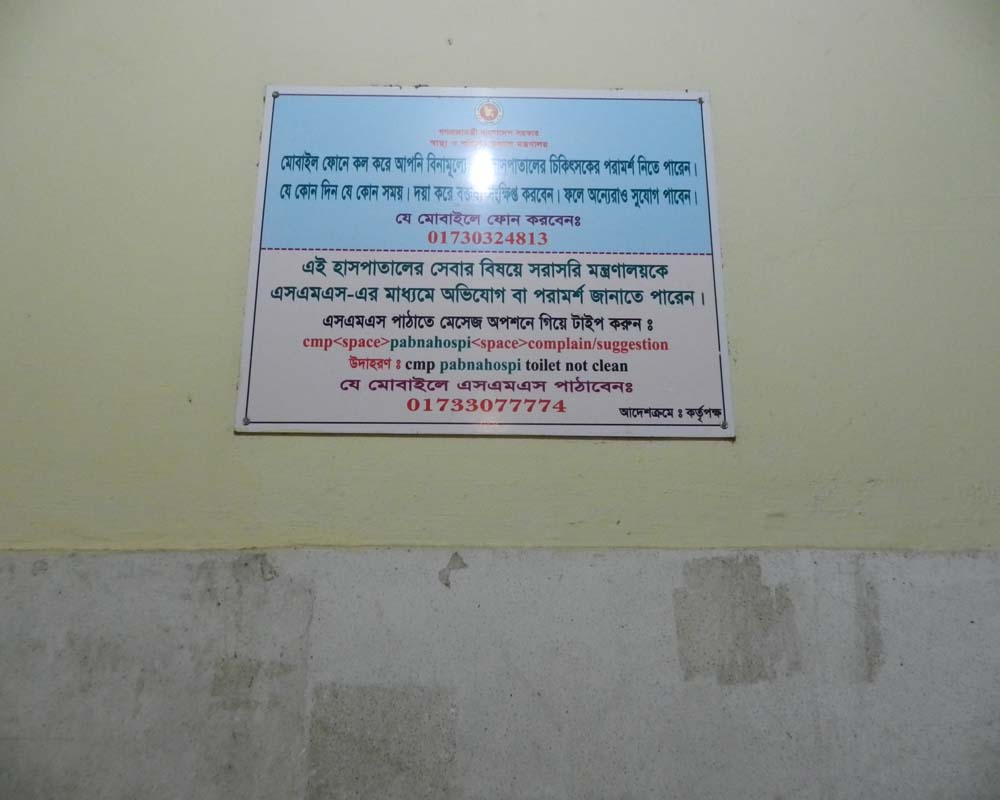 গণপ্রজাতন্ত্রী বাংলাদেশ সরকার
স্বাস্থ্য ও পরিবার কল্যাণ মন্ত্রণালয়
মোবাইল ফোনে কল করে আপনি বিনামূল্যে হাসপাতালের চিকিৎসকের পরামর্শ নিতে পারেন।
যে কোন দিন যে কোন সময়। দয়া করে বক্তব্য সংক্ষিপ্ত করবেন। ফলে অন্যেরাও সুযোগ পাবেন।
যে মোবাইলে ফোন করবেনঃ
01730324813
এই হাসপাতালের সেবার বিষয়ে সরাসরি মন্ত্রণালয়কে
এসএমএস-এর মাধ্যমে অভিযোগ বা পরামর্শ জানাতে পারেন।
এসএমএস পাঠাতে মেসেজ অপশনে গিয়ে টাইপ করুন ঃ
cmp<space>pabnahospi<space>complain/suggestion
উদাহরণ ঃ cmp pabnahospi toilet not clean
যে মোবাইলে এসএমএস পাঠাবেনঃ
01733077774
আদেশক্রমে ঃ কর্তৃপক্ষ